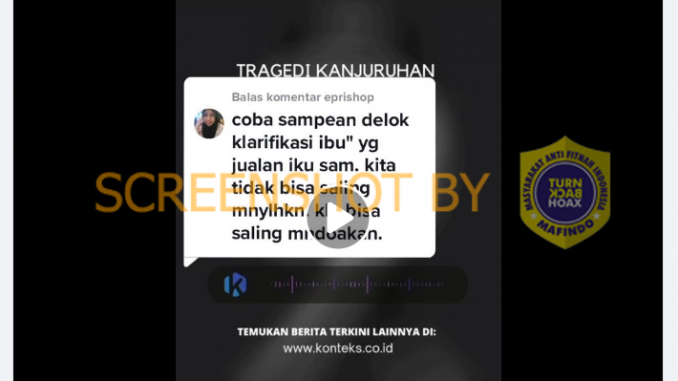 TRAGEDI KANJURUHAN
Balas komentar eprishop
coba sampean delok
klarifikasi ibu" yg
jualan iku sam. kita
tidak bisa saling
mnylhkn. bisa
saling mndoakan.
SCREENSHOT BY
MASYARAKAT ANTI FITNAH INDONESIA
TURN
BACK
HOAX
MAFINDO
TEMUKAN BERITA TERKINI LAINNYA DI:
www.konteks.co.id